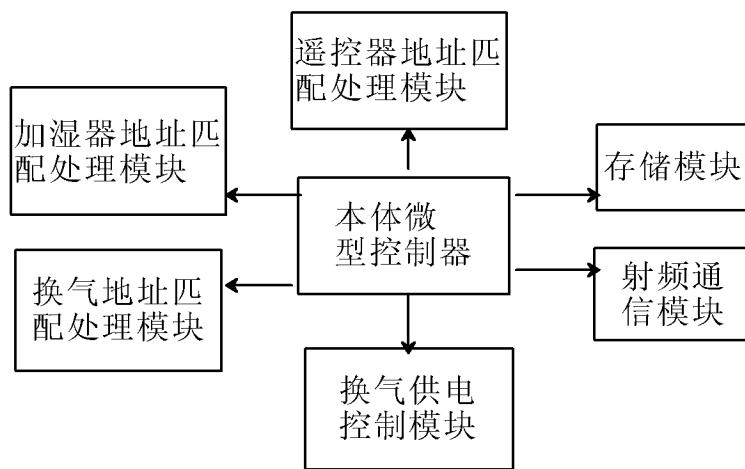 遥控器地址匹
配处理模块
加湿器地址匹
配处理模块
存储模块
本体微
型控制器
换气地址匹
配处理模块
射频通
信模块
换气供电
控制模块